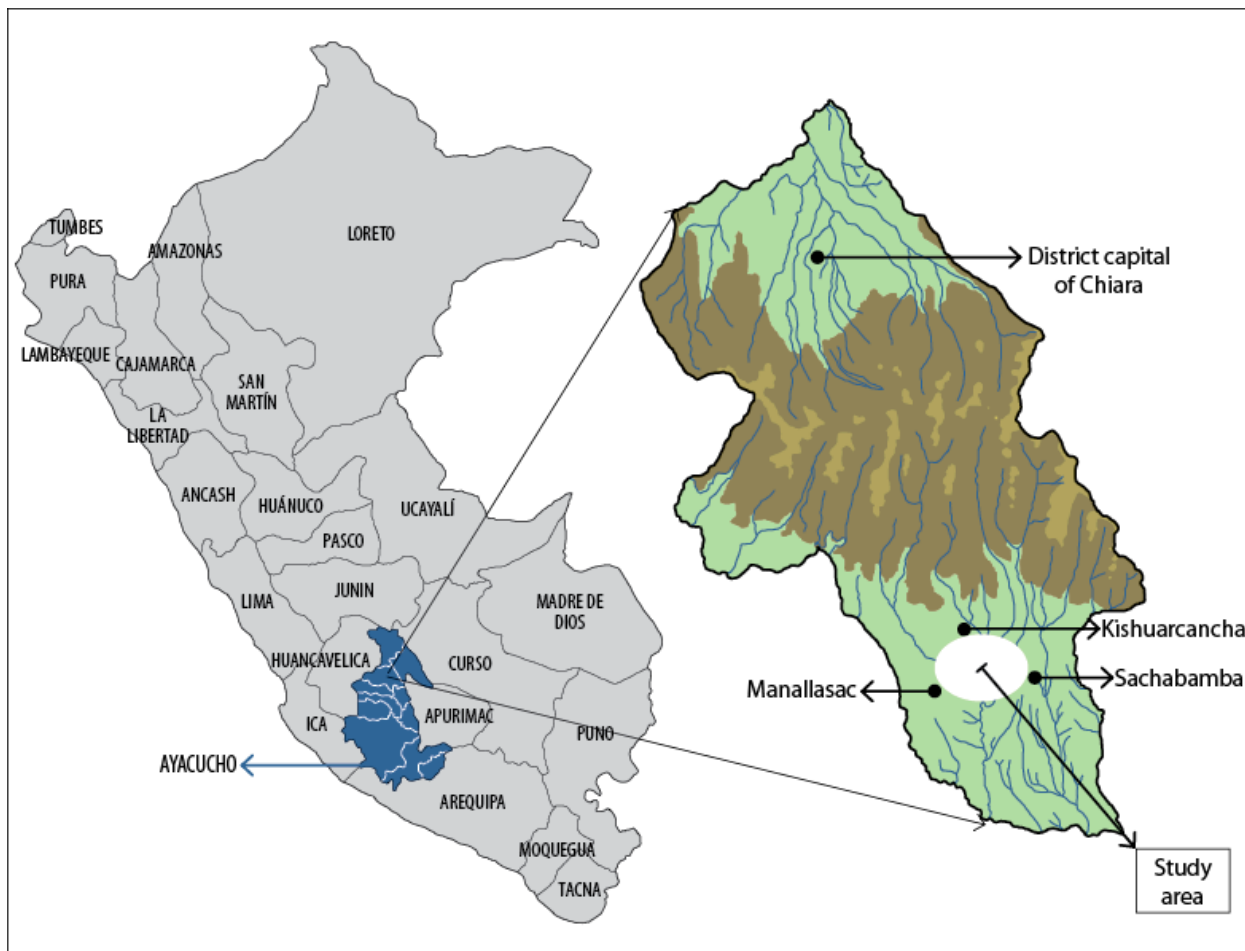 TUMBES
PURA
LAMBAYEQUE
CAJAMARCA
AMAZONAS
LORETO
SAN
MARTÍN
LA
LIBERTAD
ANCASH
HUÁNUCO
UCAYALÍ
PASCO
JUNIN
LIMA
MADRE DE
DIOS
HUANCAVELICA
CURSO
ICA
APURIMAC
PUNO
AYACUCHO
AREQUIPA
MOQUEGUA
TACNA
District capital
of Chiara
Kishuarcancha
Manallasac
Sachabamba
Study
area